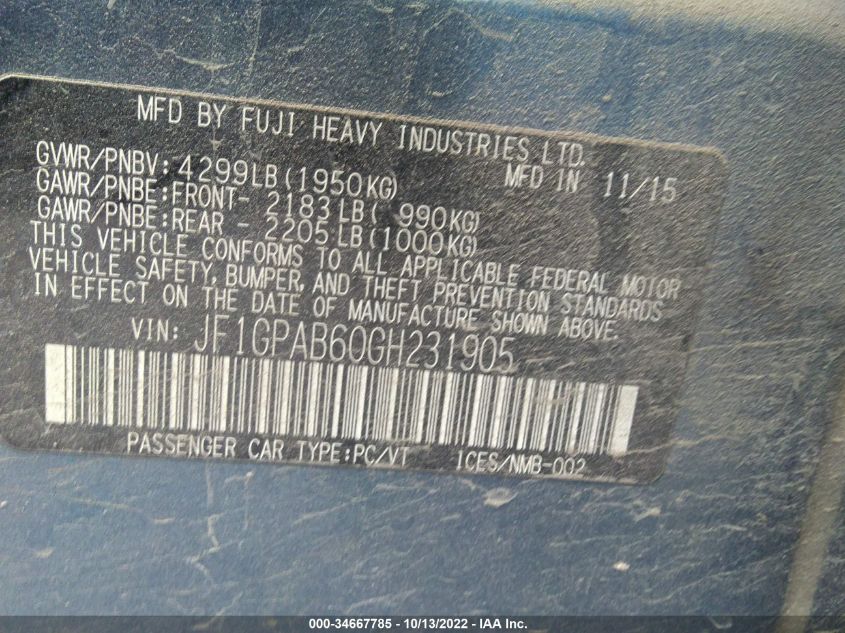 MFD BY FUJI HEAVY INDUSTRIES LTD.
GVWR/PNBV: 4299LB (1950KG) MFD IN 11/15
GAWR/PNBE:FRONT- 2183LB( 990KG)
GAWR/PNBE:REAR - 2205LB(1000KG)
THIS VEHICLE CONFORMS TO ALL APPLICABLE FEDERAL MOTOR
VEHICLE SAFETY, BUMPER, AND THEFT PREVENTION STANDARDS
IN EFFECT ON THE DATE OF MANUFACTURE SHOWN ABOVE.
VIN: JF1GPAB60GH231905
PASSENGER CAR TYPE:PC/VT ICES/NMB-002
000-34667785 - 10/13/2022 - IAA Inc.